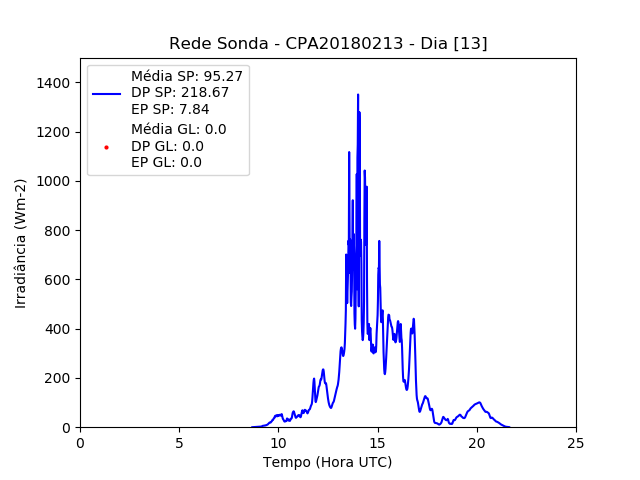 Rede Sonda - CPA20180213 - Dia [13]
Média SP: 95.27
DP SP: 218.67
EP SP: 7.84
Média GL: 0.0
DP GL: 0.0
EP GL: 0.0
Irradiância (Wm-2)
1400
1200
1000
800
600
400
200
0
0 5 10 15 20 25
Tempo (Hora UTC)